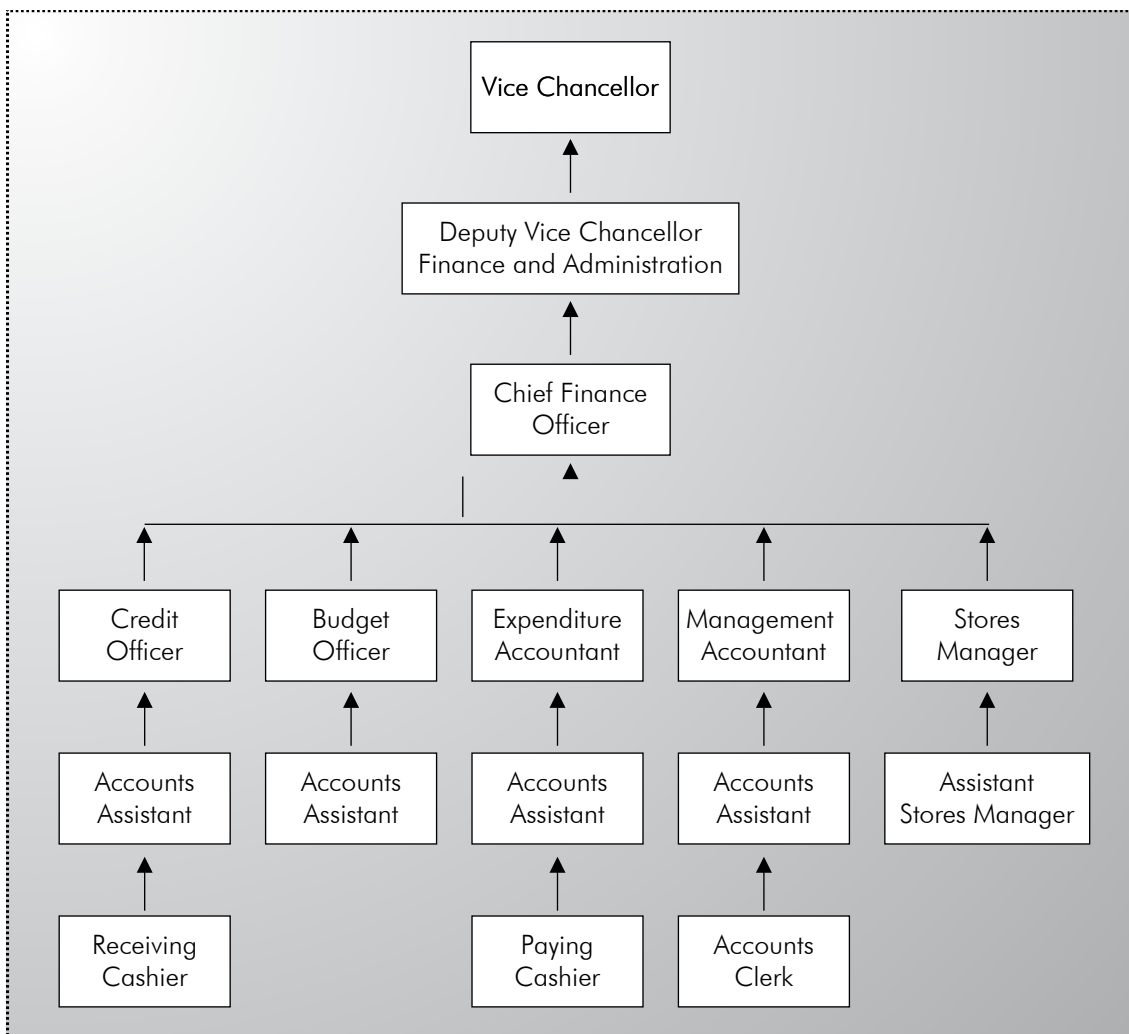 Vice Chancellor
Deputy Vice Chancellor
Finance and Administration
Chief Finance
Officer
Credit
Officer
Budget
Officer
Expenditure
Accountant
Management
Accountant
Stores
Manager
Accounts
Assistant
Accounts
Assistant
Accounts
Assistant
Accounts
Assistant
Assistant
Stores Manager
Receiving
Cashier
Paying
Cashier
Accounts
Clerk